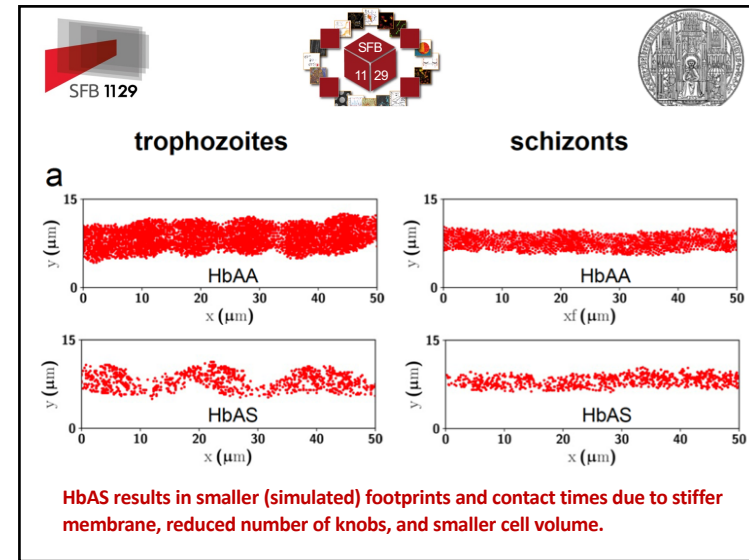 SFB 1129
SFB
11 29
trophozoites
schizonts
a
15
y (μm)
0
HbAA
0 10 20 30 40 50
x (μm)
15
y (μm)
0
HbAA
0 10 20 30 40 50
xf (μm)
15
y (μm)
0
HbAS
0 10 20 30 40 50
x (μm)
15
y (μm)
0
HbAS
0 10 20 30 40 50
x (μm)
HbAS results in smaller (simulated) footprints and contact times due to stiffer
membrane, reduced number of knobs, and smaller cell volume.